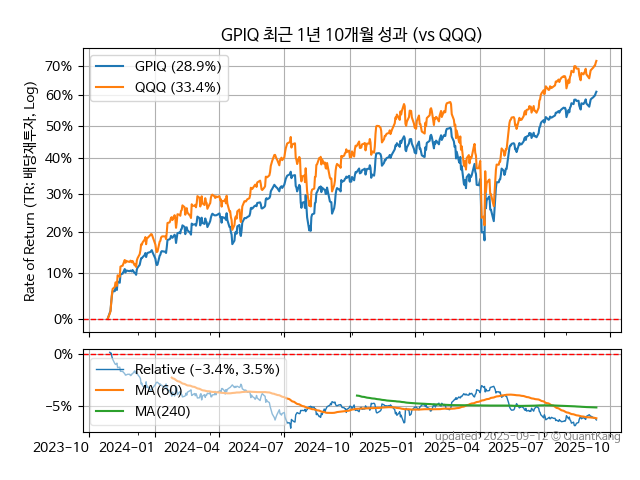 GPIQ 최근 1년 10개월 성과 (vs QQQ)
Rate of Return (TR: 배당재투자, Log)
70%
60%
50%
40%
30%
20%
10%
0%
GPIQ (28.9%)
QQQ (33.4%)
0%
−5%
Relative (−3.4%, 3.5%)
MA(60)
MA(240)
updated: 2025-09-12 © QuantKang
2023-10
2024-01
2024-04
2024-07
2024-10
2025-01
2025-04
2025-07
2025-10